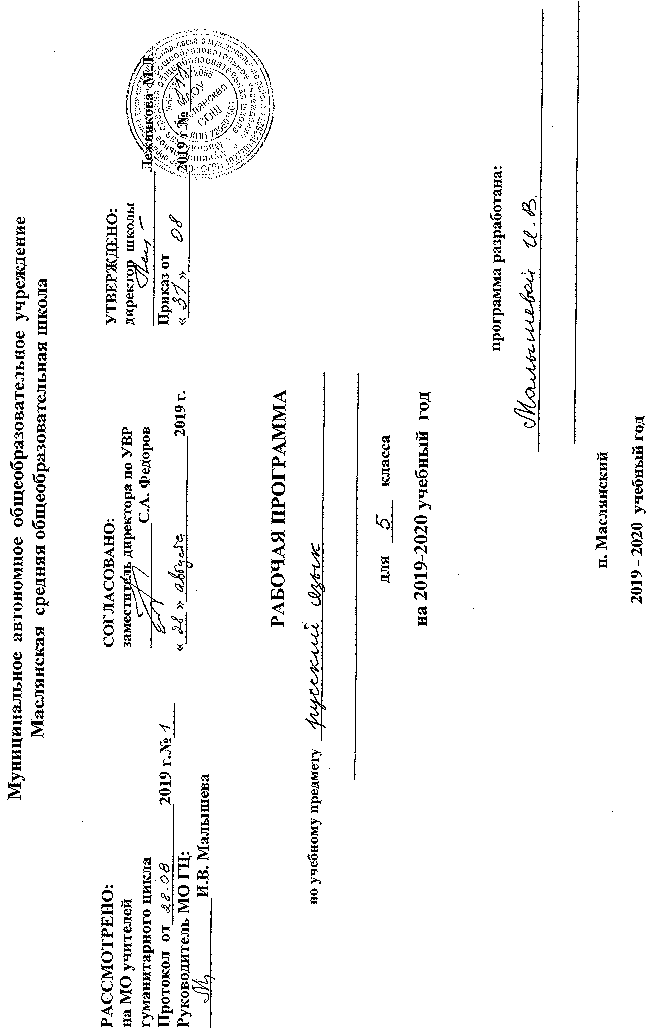 Муниципальное автономное общеобразовательное учреждение
Маслянская средняя общеобразовательная школа
РАССМОТРЕНО:
на МО учителей
гуманитарного цикла
Протокол от 28.08 2019 г.№ 1
Руководитель МО ГЦ:
И.В. Малышева
СОГЛАСОВАНО:
заместитель директора по УВР
С.А. Федоров
« 28 » августа 2019 г.
УТВЕРЖДЕНО:
директор школы
Лежникова М.Л.
Приказ от
« 31 » 08 2019 г.№
РАБОЧАЯ ПРОГРАММА
по учебному предмету русский язык
для 5 класса
на 2019-2020 учебный год
программа разработана:
Малышевой И.В.
п. Маслянский
2019 – 2020 учебный год